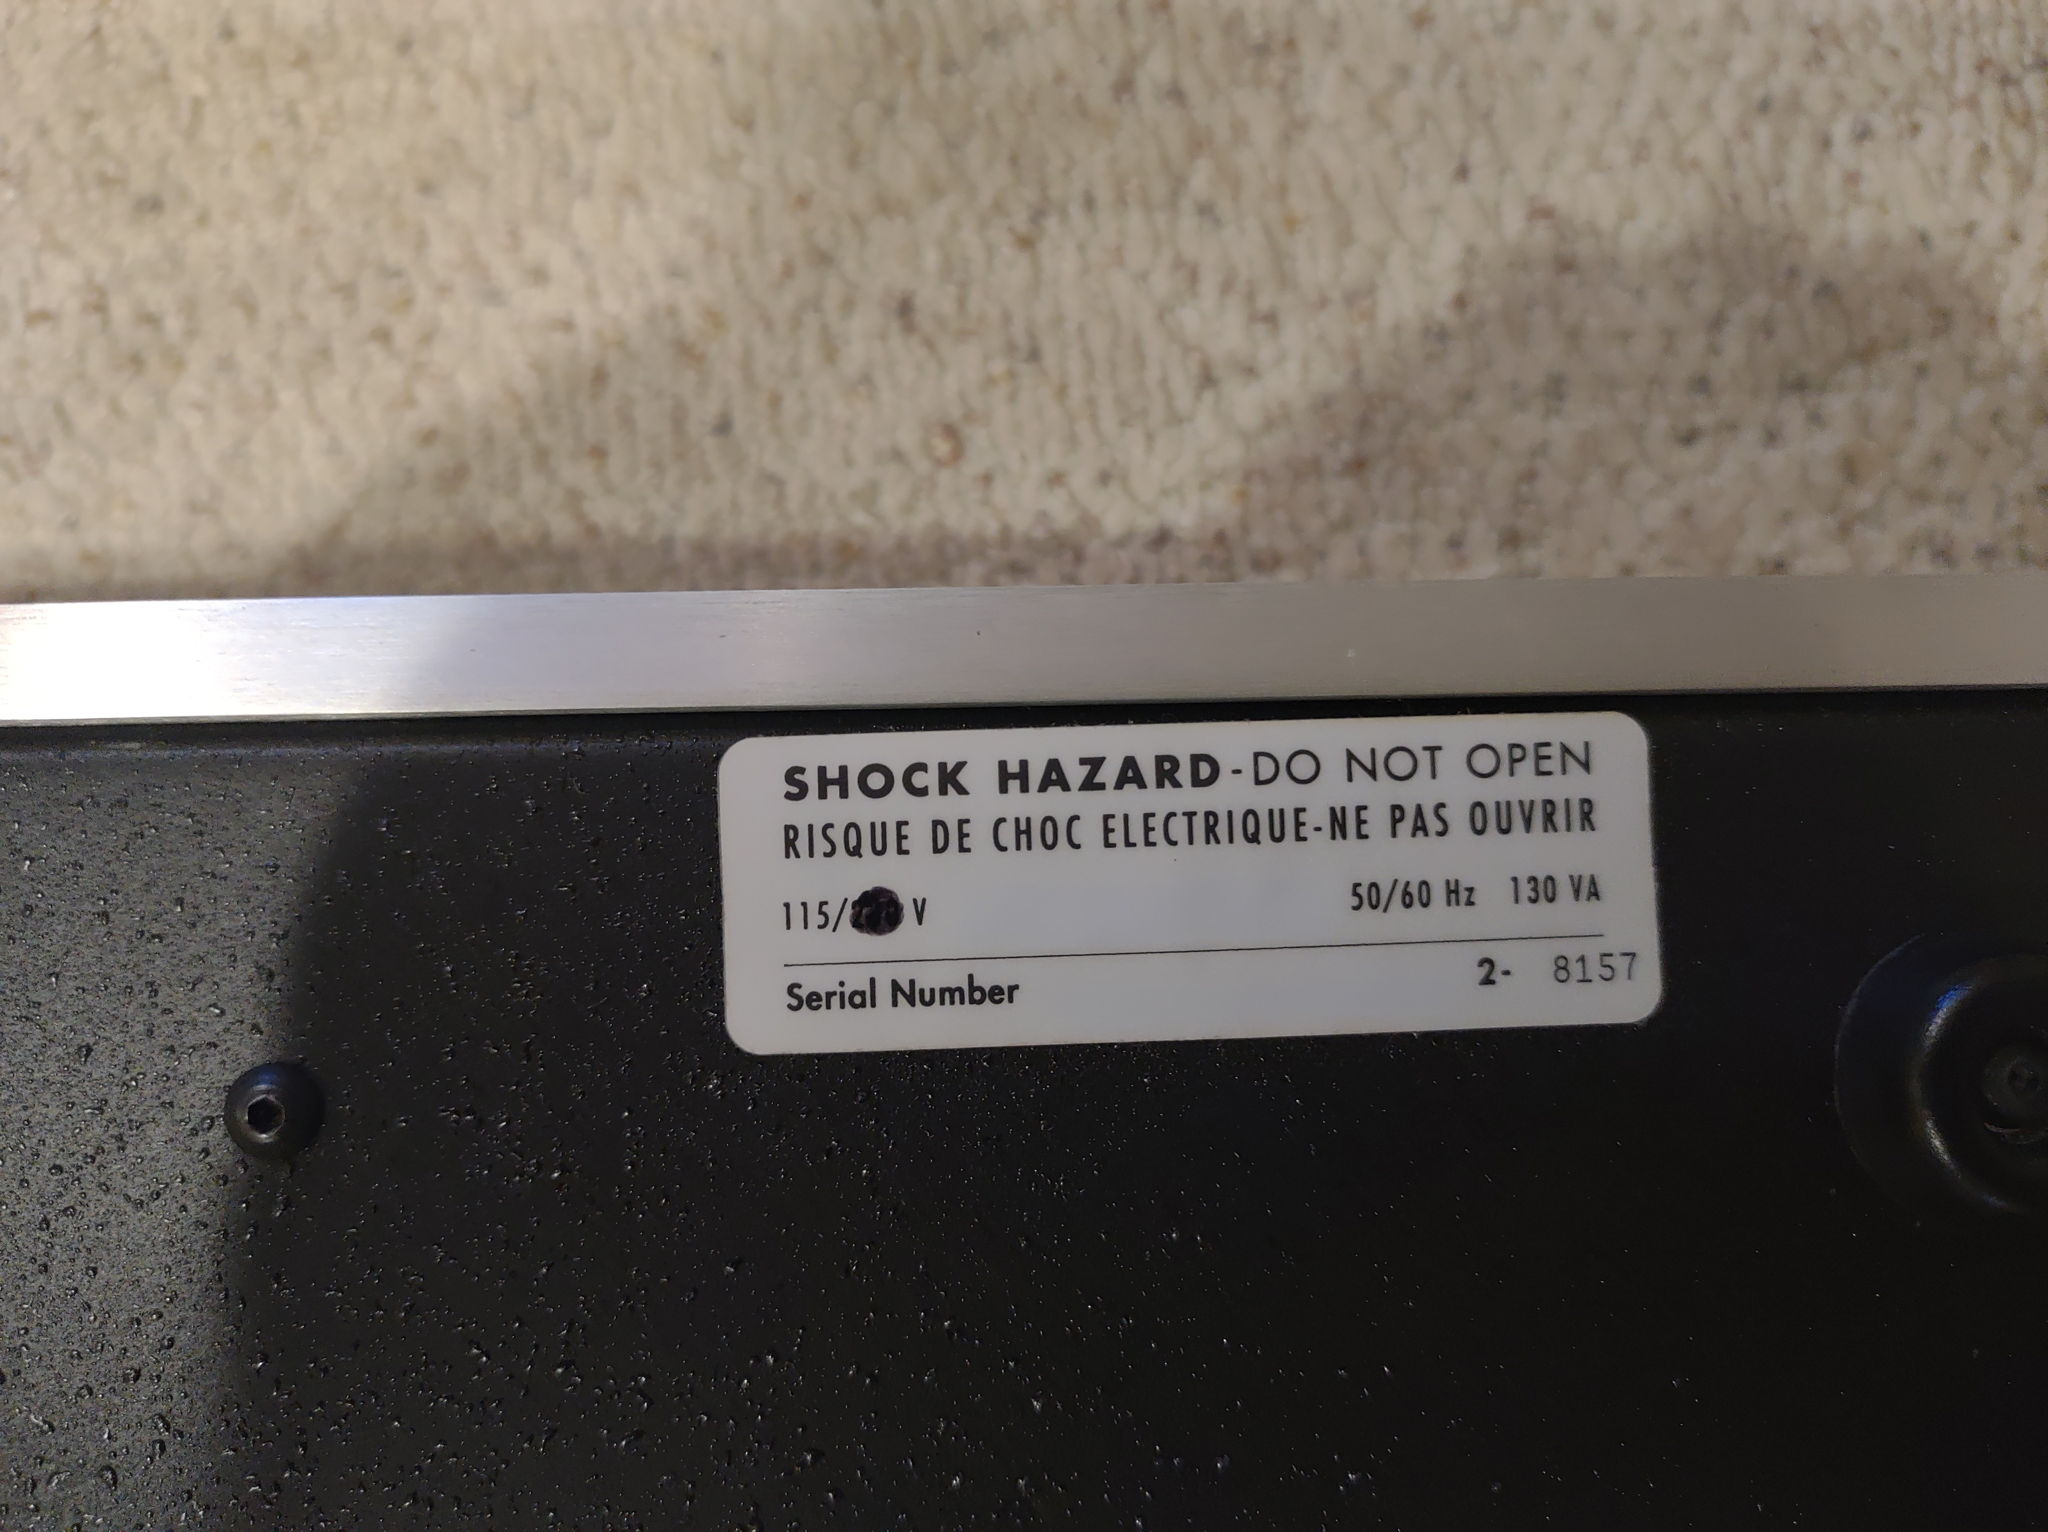 SHOCK HAZARD-DO NOT OPEN
RISQUE DE CHOC ELECTRIQUE-NE PAS OUVRIR
115/ V 50/60 Hz 130 VA
Serial Number 2- 8157